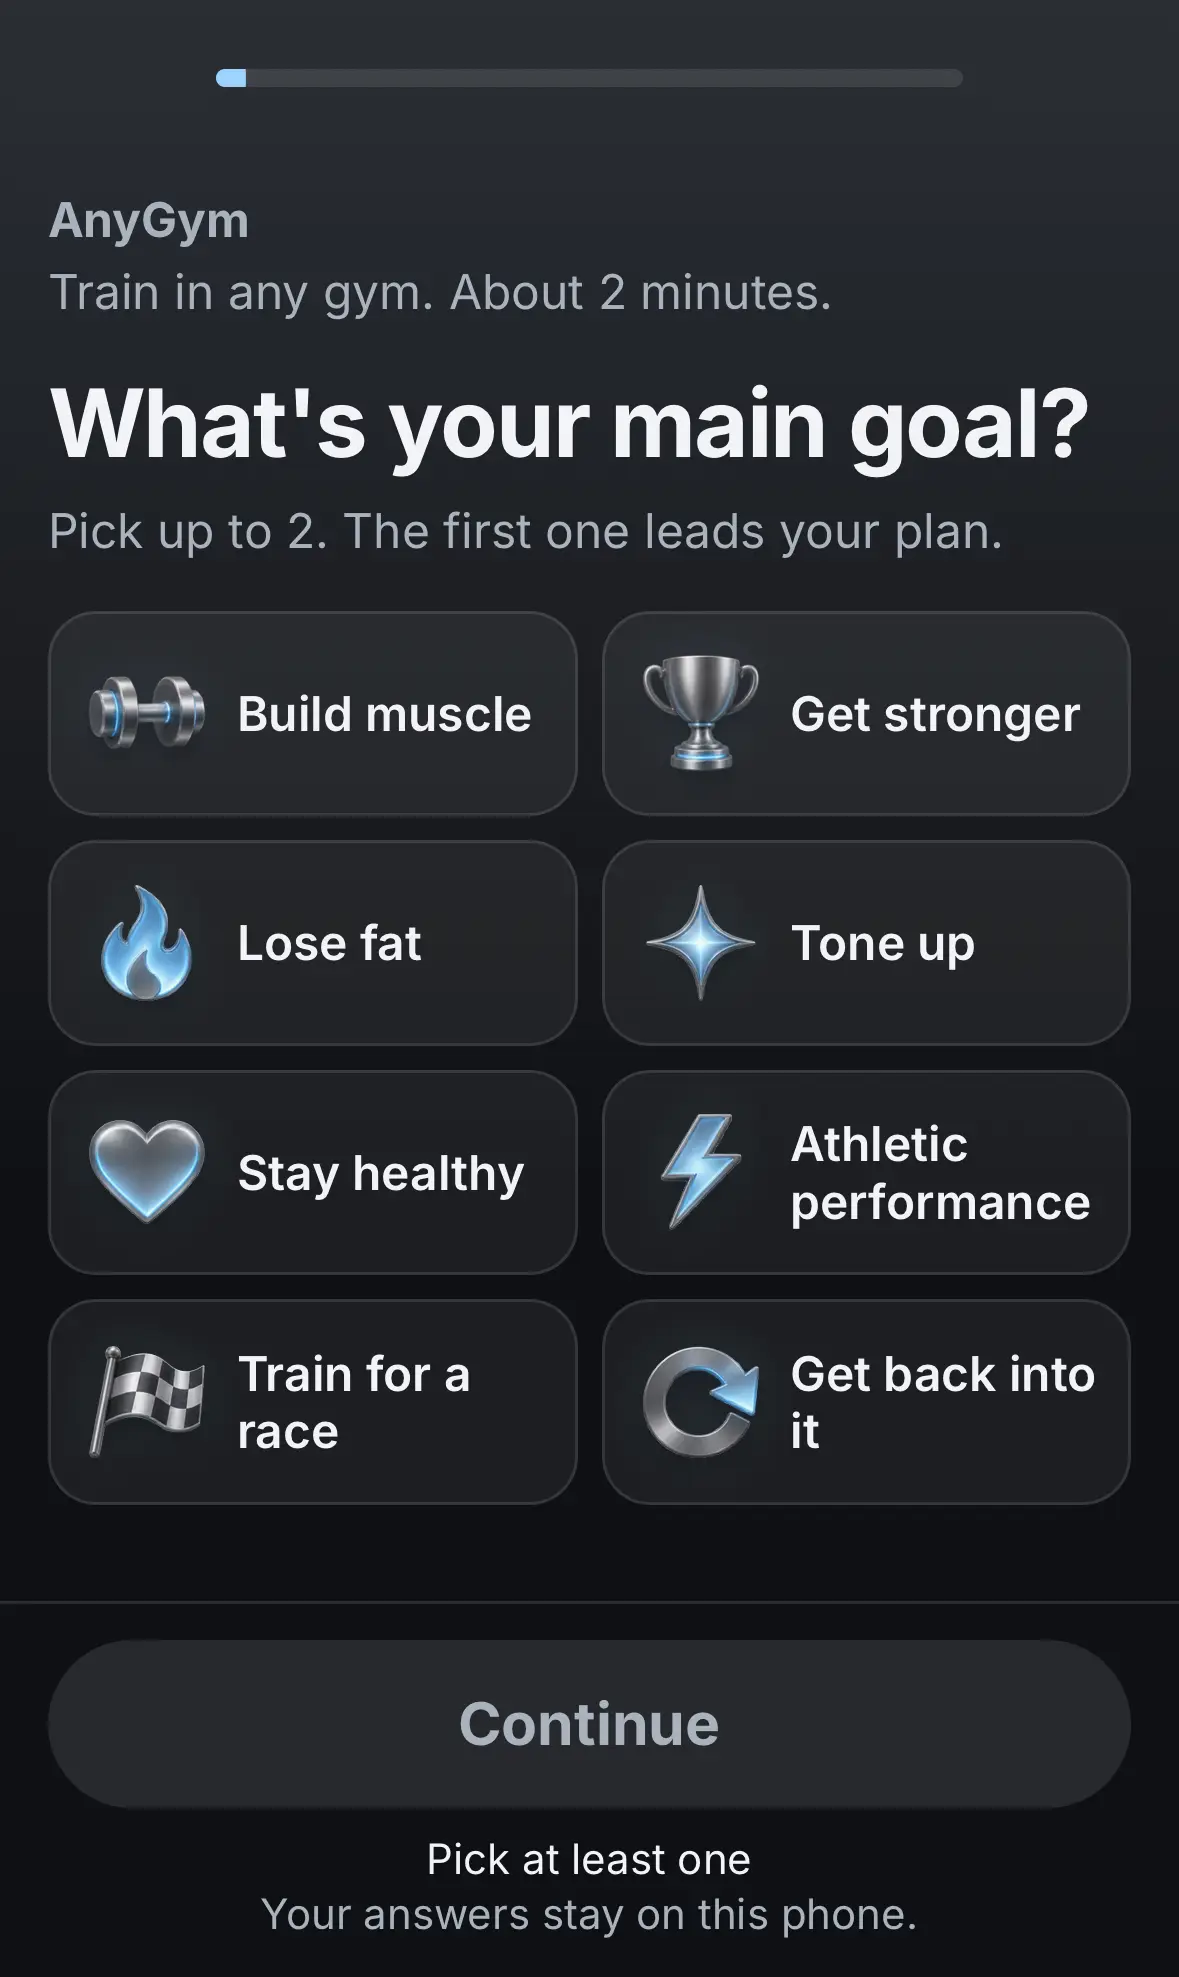 AnyGym
Train in any gym. About 2 minutes.
What's your main goal?
Pick up to 2. The first one leads your plan.
Build muscle
Get stronger
Lose fat
Tone up
Stay healthy
Athletic
performance
Train for a
race
Get back into
it
Continue
Pick at least one
Your answers stay on this phone.